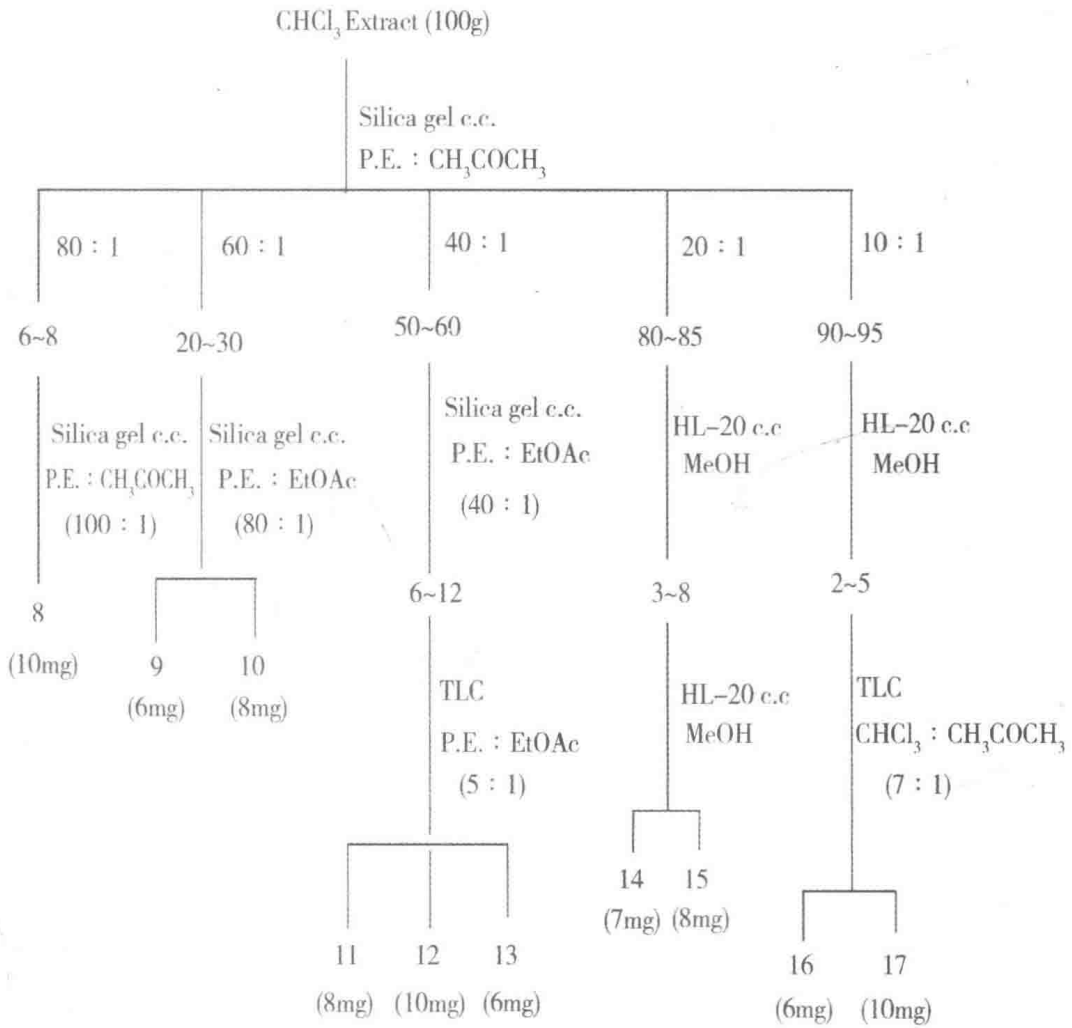 CHCl₃ Extract (100g)
Silica gel c.c.
P.E.：CH₃COCH₃
80：1
60：1
40：1
20：1
10：1
6~8
20~30
50~60
80~85
90~95
Silica gel c.c.
P.E.：CH₃COCH₃
(100：1)
Silica gel c.c.
P.E.：EtOAc
(80：1)
Silica gel c.c.
P.E.：EtOAc
(40：1)
HL-20 c.c
MeOH
HL-20 c.c
MeOH
8
(10mg)
9
(6mg)
10
(8mg)
6~12
3~8
2~5
TLC
P.E.：EtOAc
(5：1)
HL-20 c.c
MeOH
TLC
CHCl₃：CH₃COCH₃
(7：1)
11
(8mg)
12
(10mg)
13
(6mg)
14
(7mg)
15
(8mg)
16
(6mg)
17
(10mg)